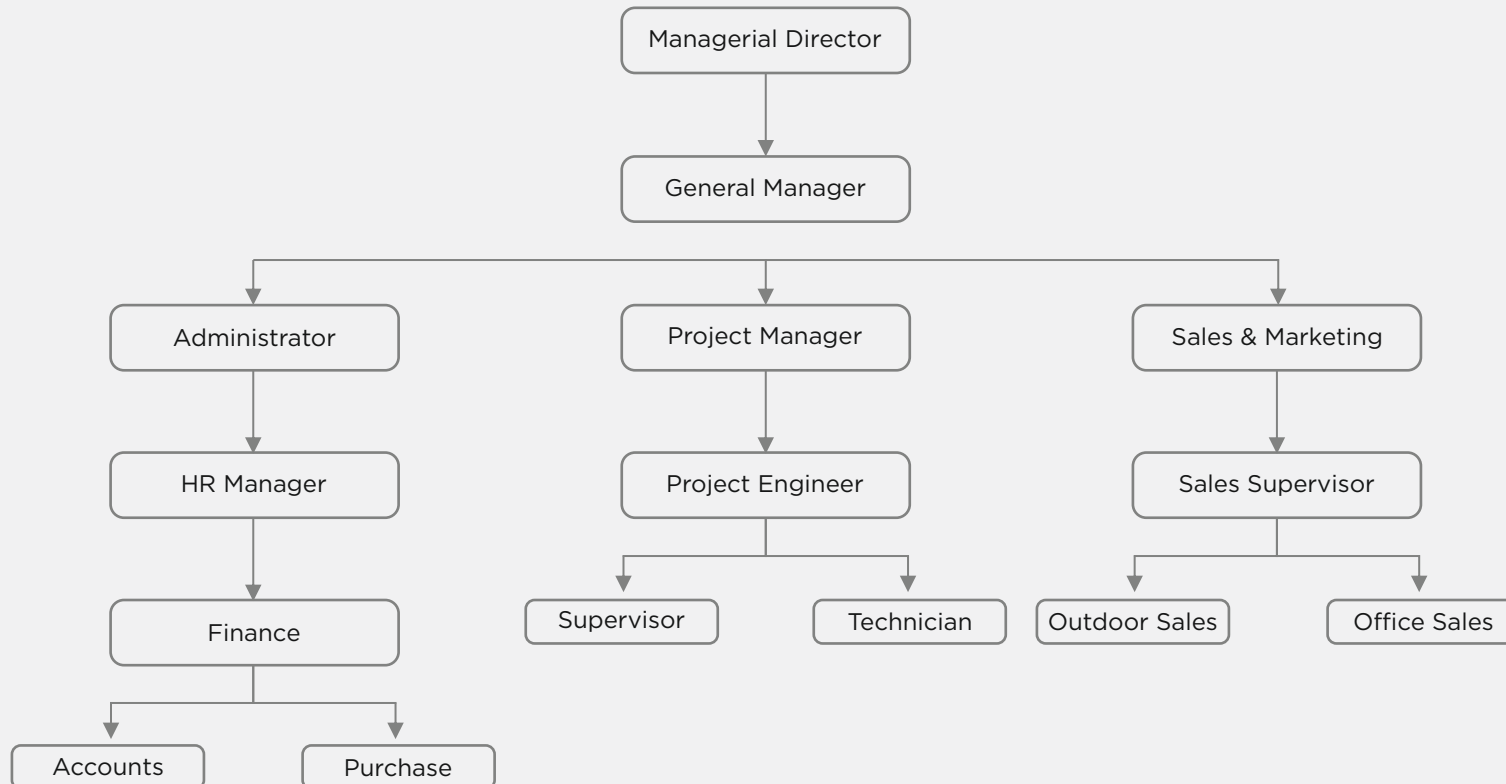 Managerial Director
General Manager
Administrator
Project Manager
Sales & Marketing
HR Manager
Project Engineer
Sales Supervisor
Finance
Supervisor
Technician
Outdoor Sales
Office Sales
Accounts
Purchase